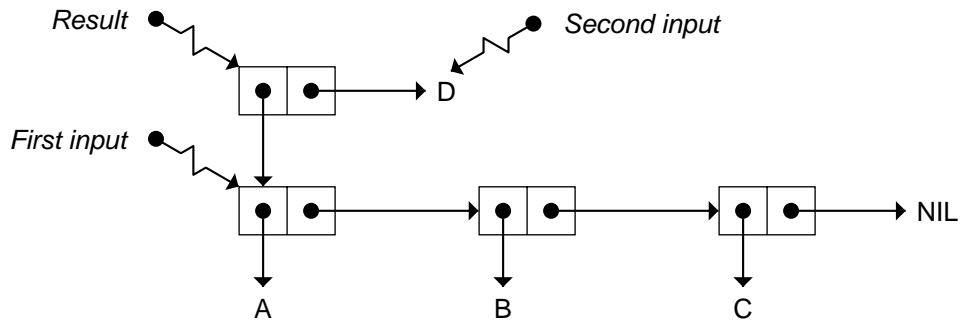 Result
Second input
D
First input
NIL
A
B
C